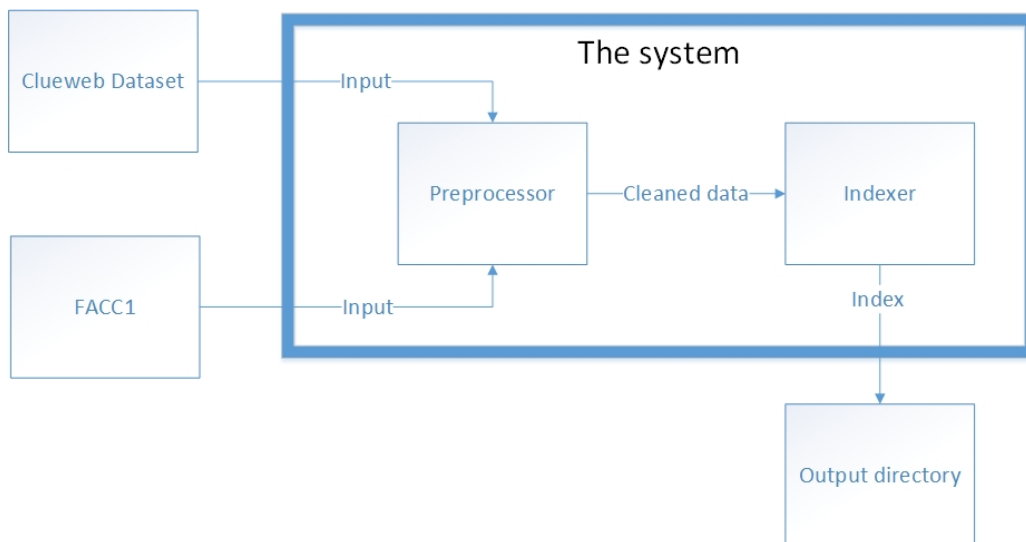 The system
Clueweb Dataset
Input
Preprocessor
Cleaned data
Indexer
FACC1
Input
Index
Output directory